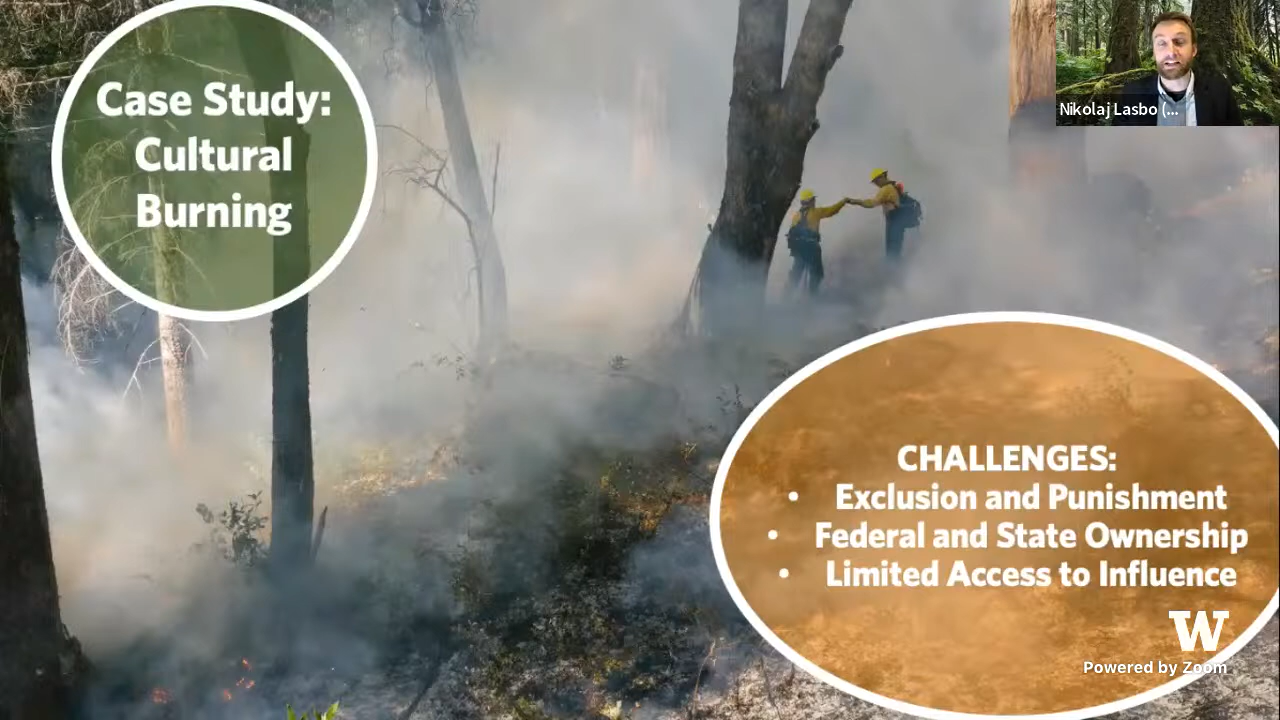 Case Study:
Cultural
Burning
Nikolaj Lasbo (...
CHALLENGES:
• Exclusion and Punishment
• Federal and State Ownership
• Limited Access to Influence
W
Powered by Zoom